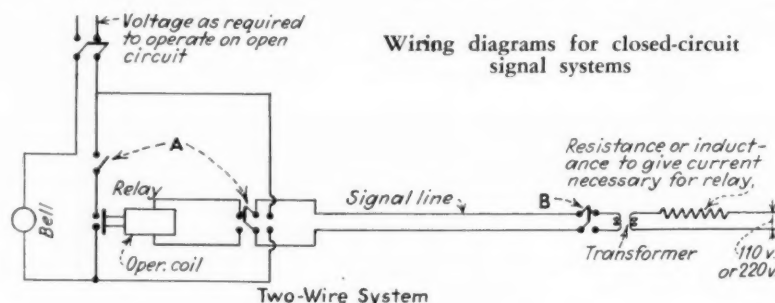 Voltage as required
to operate on open
circuit
Wiring diagrams for closed-circuit
signal systems
A
Resistance or induct-
ance to give current
necessary for relay,
Relay
Signal line
B
Bell
Oper. coil
Transformer
110 v.
or 220v.
Two-Wire System